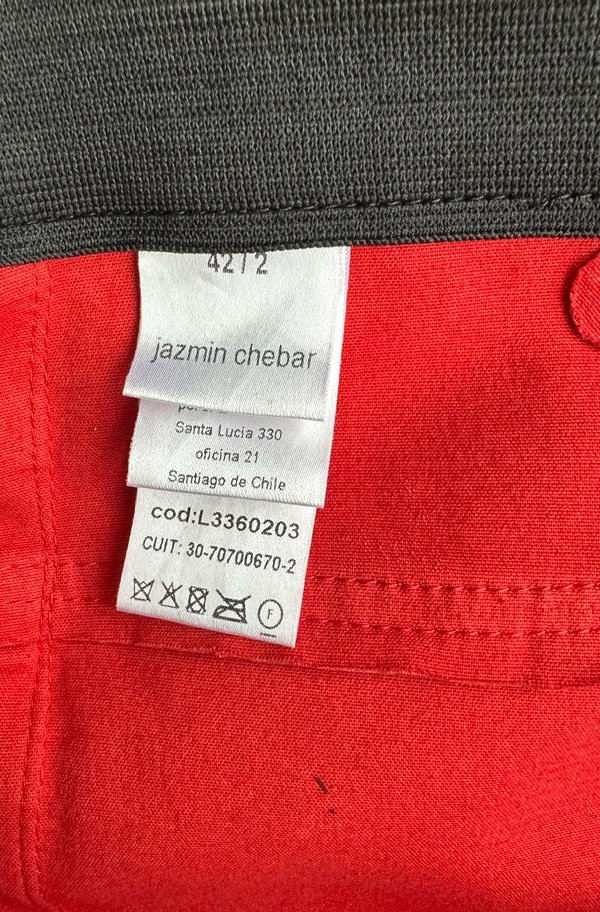 42 / 2
jazmin chebar
Santa Lucia 330
oficina 21
Santiago de Chile
cod:L3360203
CUIT: 30-70700670-2
F